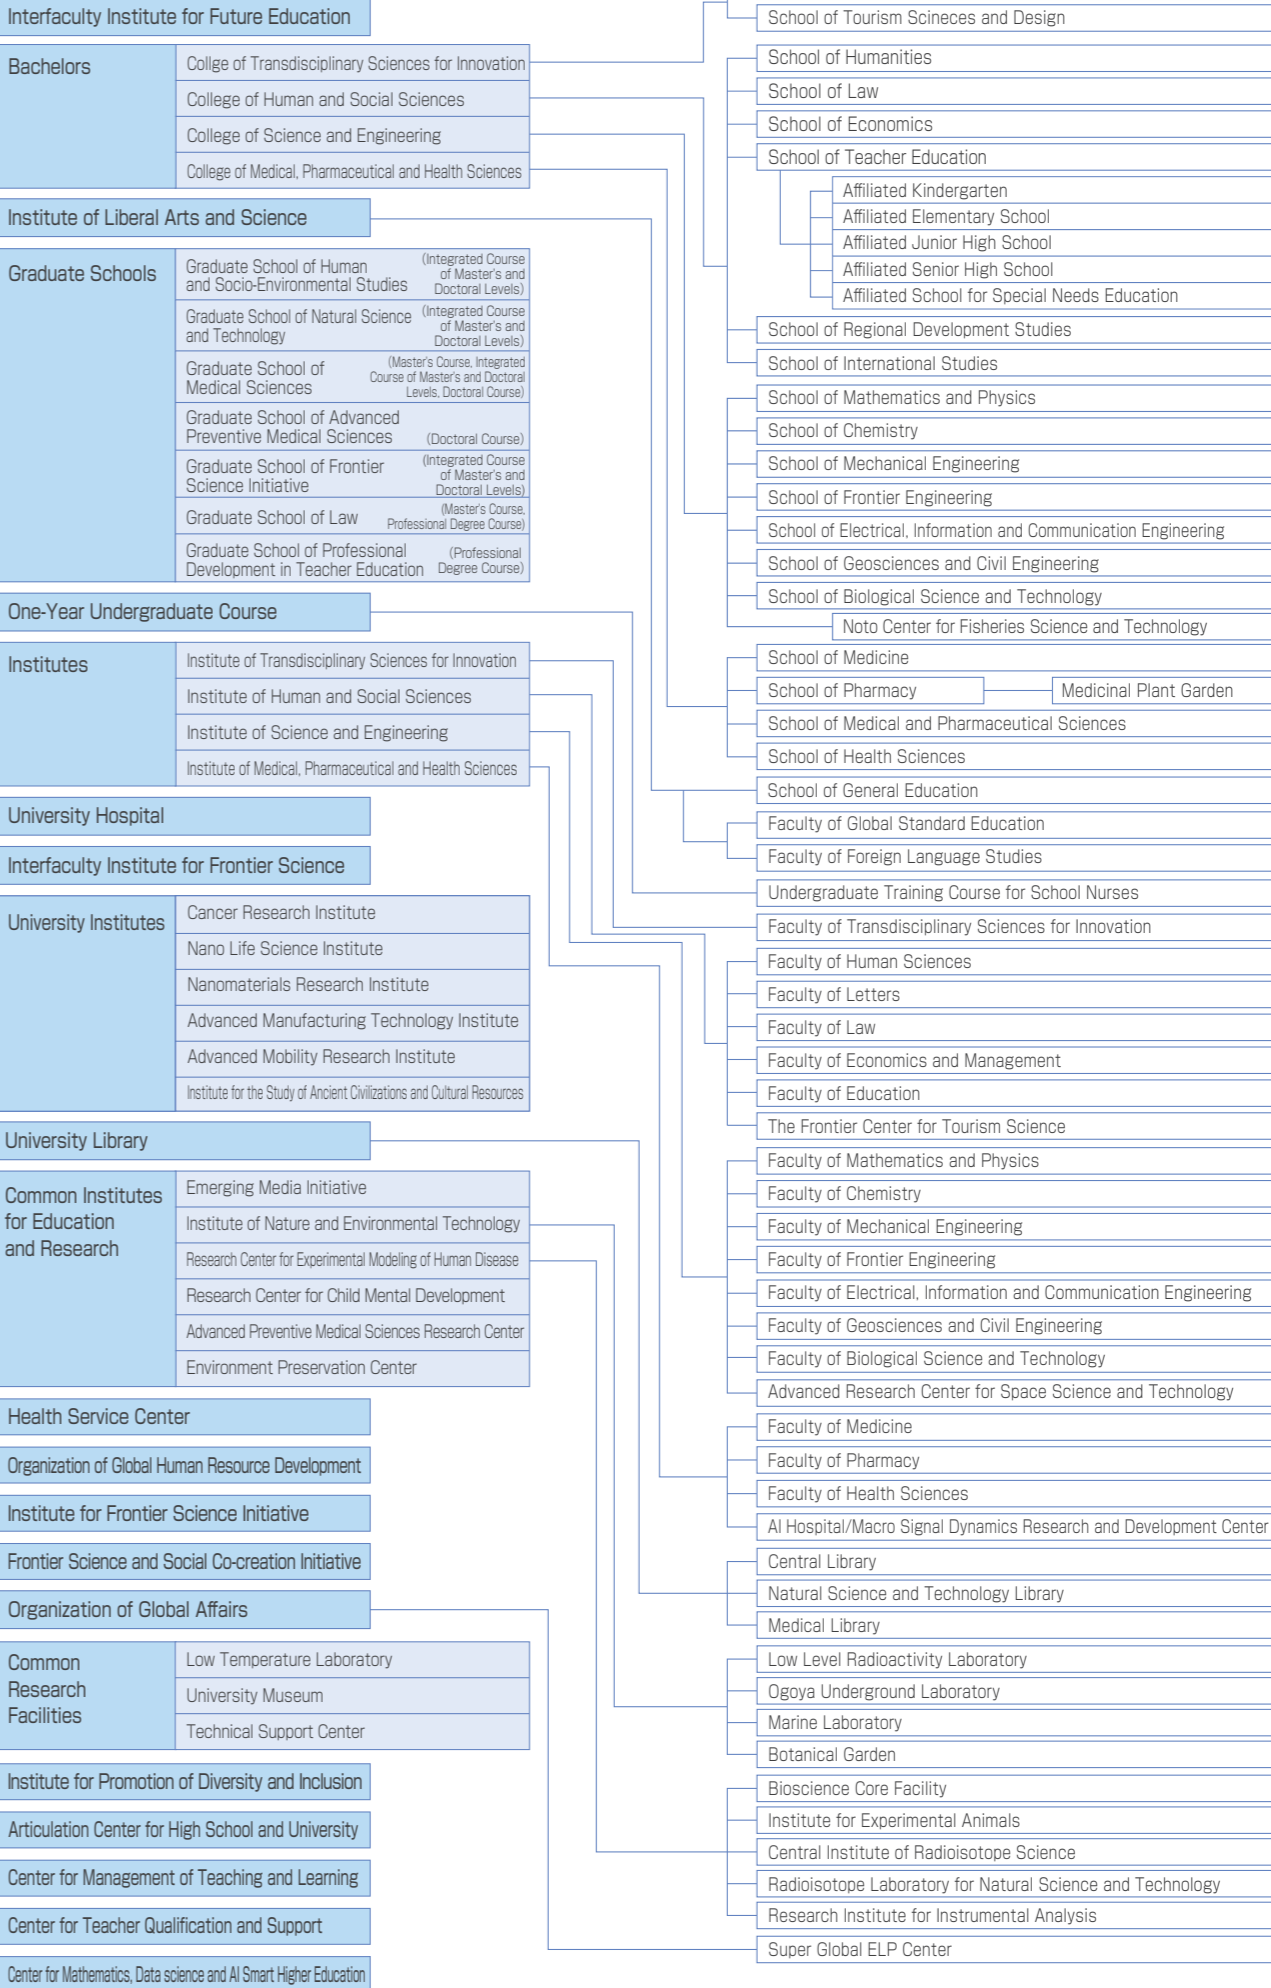 Interfaculty Institute for Future Education
Bachelors
Collge of Transdisciplinary Sciences for Innovation
College of Human and Social Sciences
College of Science and Engineering
College of Medical, Pharmaceutical and Health Sciences
Institute of Liberal Arts and Science
Graduate Schools
Graduate School of Human
and Socio-Environmental Studies
(Integrated Course
of Master's and
Doctoral Levels)
Graduate School of Natural Science
and Technology
(Integrated Course
of Master's and
Doctoral Levels)
Graduate School of
Medical Sciences
(Master's Course, Integrated
Course of Master's and Doctoral
Levels, Doctoral Course)
Graduate School of Advanced
Preventive Medical Sciences
(Doctoral Course)
Graduate School of Frontier
Science Initiative
(Integrated Course
of Master's and
Doctoral Levels)
Graduate School of Law
(Master's Course,
Professional Degree Course)
Graduate School of Professional
Development in Teacher Education
(Professional
Degree Course)
One-Year Undergraduate Course
Institutes
Institute of Transdisciplinary Sciences for Innovation
Institute of Human and Social Sciences
Institute of Science and Engineering
Institute of Medical, Pharmaceutical and Health Sciences
University Hospital
Interfaculty Institute for Frontier Science
University Institutes
Cancer Research Institute
Nano Life Science Institute
Nanomaterials Research Institute
Advanced Manufacturing Technology Institute
Advanced Mobility Research Institute
Institute for the Study of Ancient Civilizations and Cultural Resources
University Library
Common Institutes
for Education
and Research
Emerging Media Initiative
Institute of Nature and Environmental Technology
Research Center for Experimental Modeling of Human Disease
Research Center for Child Mental Development
Advanced Preventive Medical Sciences Research Center
Environment Preservation Center
Health Service Center
Organization of Global Human Resource Development
Institute for Frontier Science Initiative
Frontier Science and Social Co-creation Initiative
Organization of Global Affairs
Common
Research
Facilities
Low Temperature Laboratory
University Museum
Technical Support Center
Institute for Promotion of Diversity and Inclusion
Articulation Center for High School and University
Center for Management of Teaching and Learning
Center for Teacher Qualification and Support
Center for Mathematics, Data science and AI Smart Higher Education
School of Tourism Scineces and Design
School of Humanities
School of Law
School of Economics
School of Teacher Education
Affiliated Kindergarten
Affiliated Elementary School
Affiliated Junior High School
Affiliated Senior High School
Affiliated School for Special Needs Education
School of Regional Development Studies
School of International Studies
School of Mathematics and Physics
School of Chemistry
School of Mechanical Engineering
School of Frontier Engineering
School of Electrical, Information and Communication Engineering
School of Geosciences and Civil Engineering
School of Biological Science and Technology
Noto Center for Fisheries Science and Technology
School of Medicine
School of Pharmacy
Medicinal Plant Garden
School of Medical and Pharmaceutical Sciences
School of Health Sciences
School of General Education
Faculty of Global Standard Education
Faculty of Foreign Language Studies
Undergraduate Training Course for School Nurses
Faculty of Transdisciplinary Sciences for Innovation
Faculty of Human Sciences
Faculty of Letters
Faculty of Law
Faculty of Economics and Management
Faculty of Education
The Frontier Center for Tourism Science
Faculty of Mathematics and Physics
Faculty of Chemistry
Faculty of Mechanical Engineering
Faculty of Frontier Engineering
Faculty of Electrical, Information and Communication Engineering
Faculty of Geosciences and Civil Engineering
Faculty of Biological Science and Technology
Advanced Research Center for Space Science and Technology
Faculty of Medicine
Faculty of Pharmacy
Faculty of Health Sciences
AI Hospital/Macro Signal Dynamics Research and Development Center
Central Library
Natural Science and Technology Library
Medical Library
Low Level Radioactivity Laboratory
Ogoya Underground Laboratory
Marine Laboratory
Botanical Garden
Bioscience Core Facility
Institute for Experimental Animals
Central Institute of Radioisotope Science
Radioisotope Laboratory for Natural Science and Technology
Research Institute for Instrumental Analysis
Super Global ELP Center